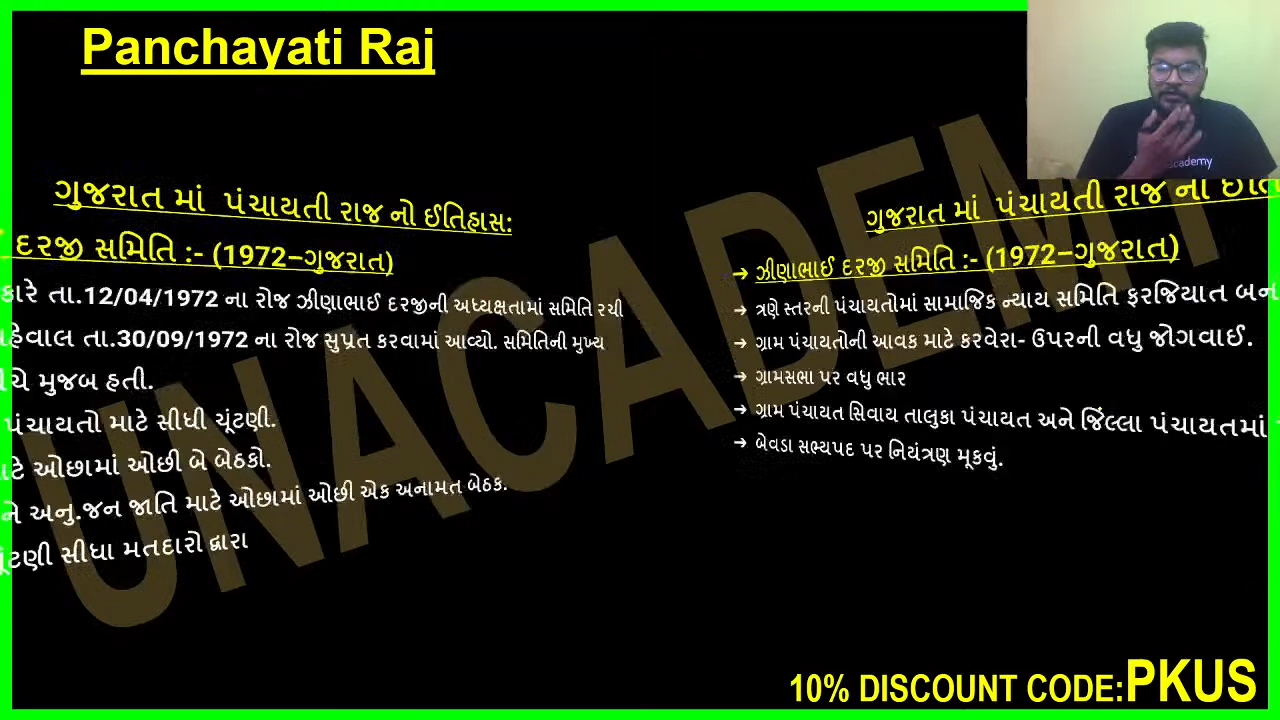 Panchayati Raj
academy
ગુજરાત માં પંચાયતી રાજ નો ઈતિહાસ:
દરજી સમિતિ :- (1972–ગુજરાત)
તા.12/04/1972 ના રોજ ઝીણાભાઈ દરજીની અધ્યક્ષતામાં સમિતિ રચી
તા.30/09/1972 ના રોજ સુપ્રત કરવામાં આવ્યો. સમિતિની મુખ્ય
મુજબ હતી.
પંચાયતો માટે સીધી ચૂંટણી.
ઓછામાં ઓછી બે બેઠકો.
અનુ.જન જાતિ માટે ઓછામાં ઓછી એક અનામત બેઠક.
સીધા મતદારો દ્વારા
ગુજરાત માં પંચાયતી રાજ નો
→ ઝીણાભાઈ દરજી સમિતિ :- (1972–ગુજરાત)
→ ત્રણે સ્તરની પંચાયતોમાં સામાજિક ન્યાય સમિતિ ફરજિયાત
→ ગ્રામ પંચાયતોની આવક માટે કરવેરા- ઉપરની વધુ જોગવાઈ.
→ ગ્રામસભા પર વધુ ભાર
→ ગ્રામ પંચાયત સિવાય તાલુકા પંચાયત અને જિલ્લા પંચાયતમાં
→ બેવડા સભ્યપદ પર નિયંત્રણ મૂકવું.
UNACADEMY
10% DISCOUNT CODE:PKUS